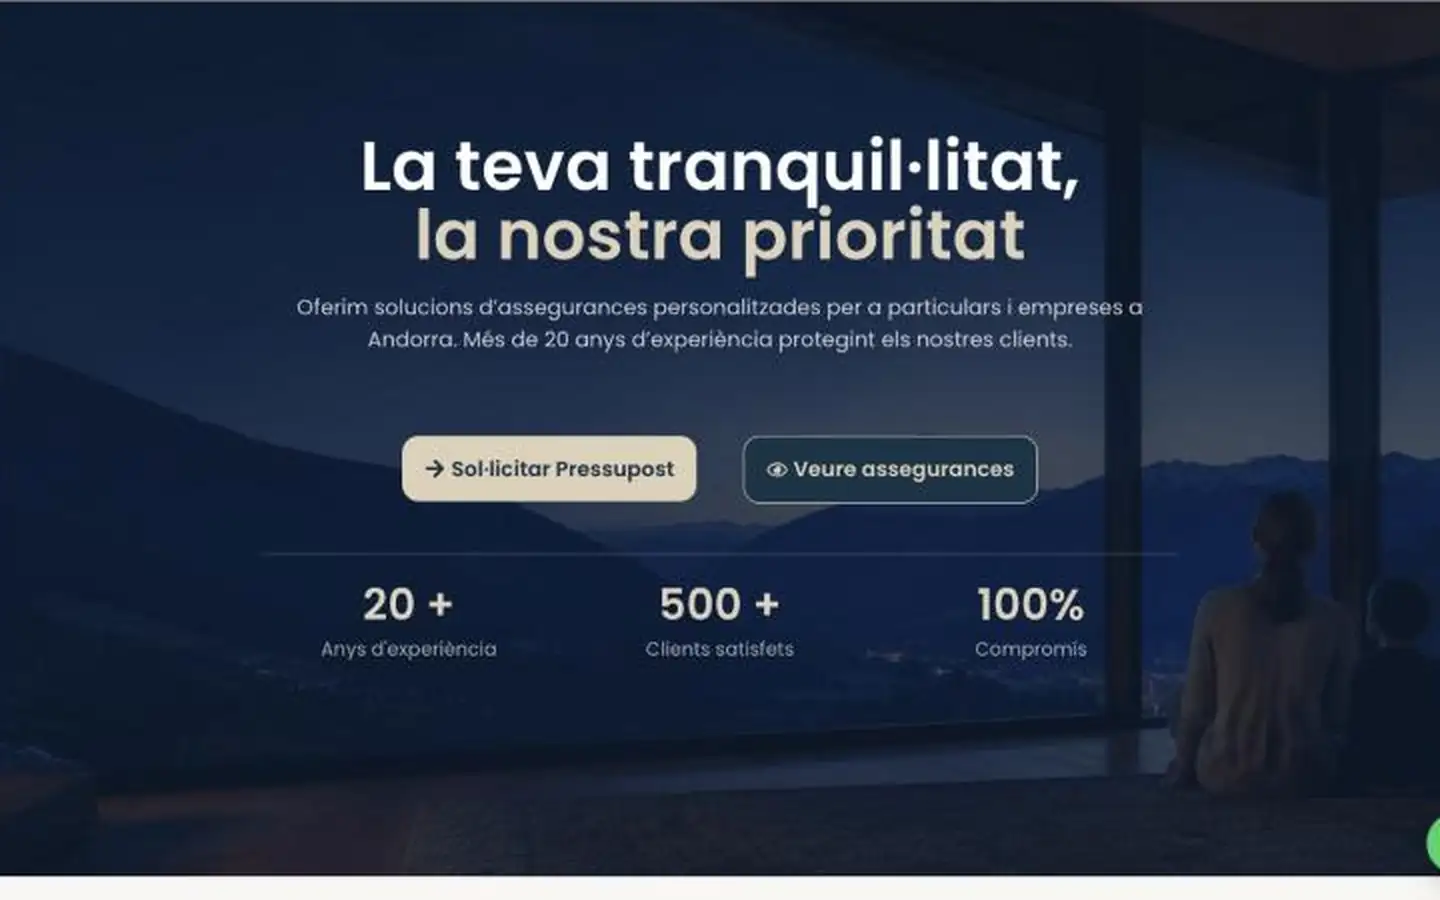 La teva tranquil·litat,
la nostra prioritat
Oferim solucions d'assegurances personalitzades per a particulars i empreses a
Andorra. Més de 20 anys d'experiència protegint els nostres clients.
→ Sol·licitar Pressupost
Veure assegurances
20 +
500 +
100%
Anys d'experiència
Clients satisfets
Compromís